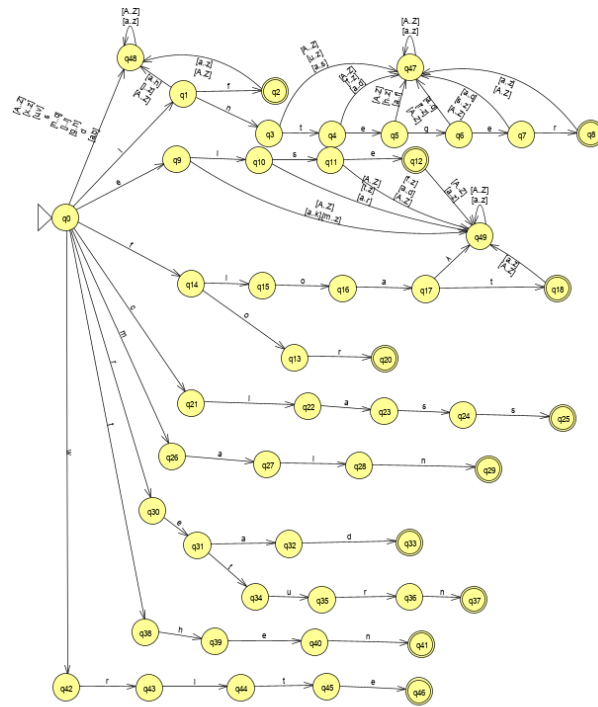 [A..Z]
[a..z]
q48
q1
r
q2
[a..z]
[A..Z]
n
q3
t
q4
e
q5
g
q6
e
q7
r
q8
[A..Z]
[a..z]
q47
q0
e
q9
l
q10
s
q11
e
q12
[A..Z]
[a..k][m..z]
[A..Z]
[a..z]
q49
f
q14
l
q15
o
q16
a
q17
t
q18
o
q13
r
q20
c
q21
l
q22
a
q23
s
q24
s
q25
m
q26
a
q27
i
q28
n
q29
r
q30
e
q31
a
q32
d
q33
q34
u
q35
r
q36
n
q37
t
q38
h
q39
e
q40
n
q41
w
q42
r
q43
i
q44
t
q45
e
q46